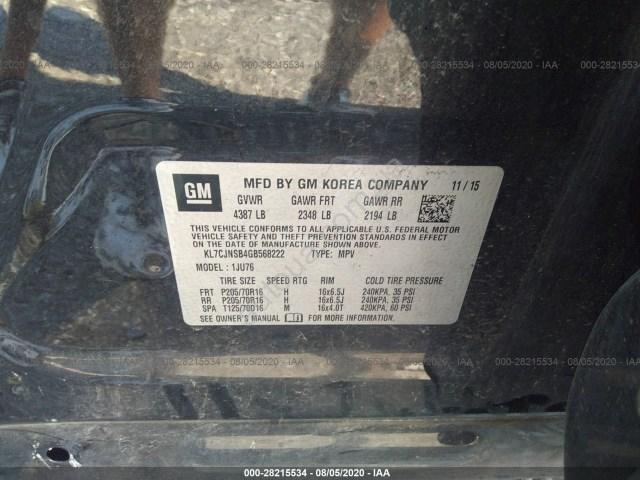 000-28215534 - 08/05/2020 - IAA
000-28215534 - 08/05/2020 - IAA
000-28215534 - 08/05/2020 - IAA
GM
MFD BY GM KOREA COMPANY 11 / 15
GVWR GAWR FRT GAWR RR
4387 LB 2348 LB 2194 LB
THIS VEHICLE CONFORMS TO ALL APPLICABLE U.S. FEDERAL MOTOR
VEHICLE SAFETY, BUMPER, AND THEFT PREVENTION STANDARDS IN
EFFECT ON THE DATE OF MANUFACTURE SHOWN ABOVE.
KL7CJNSB4GB568222 TYPE: MPV
MODEL : 1JU76
TIRE SIZE SPEED RTG RIM COLD TIRE PRESSURE
FRT P205/70R16 H 16x6.5J 240KPA, 35 PSI
RR P205/70R16 H 16x6.5J 240KPA, 35 PSI
SPA T125/70D16 M 16x4.0T 420KPA, 60 PSI
SEE OWNER'S MANUAL FOR MORE INFORMATION.
000-28215534 - 08/05/2020 - IAA